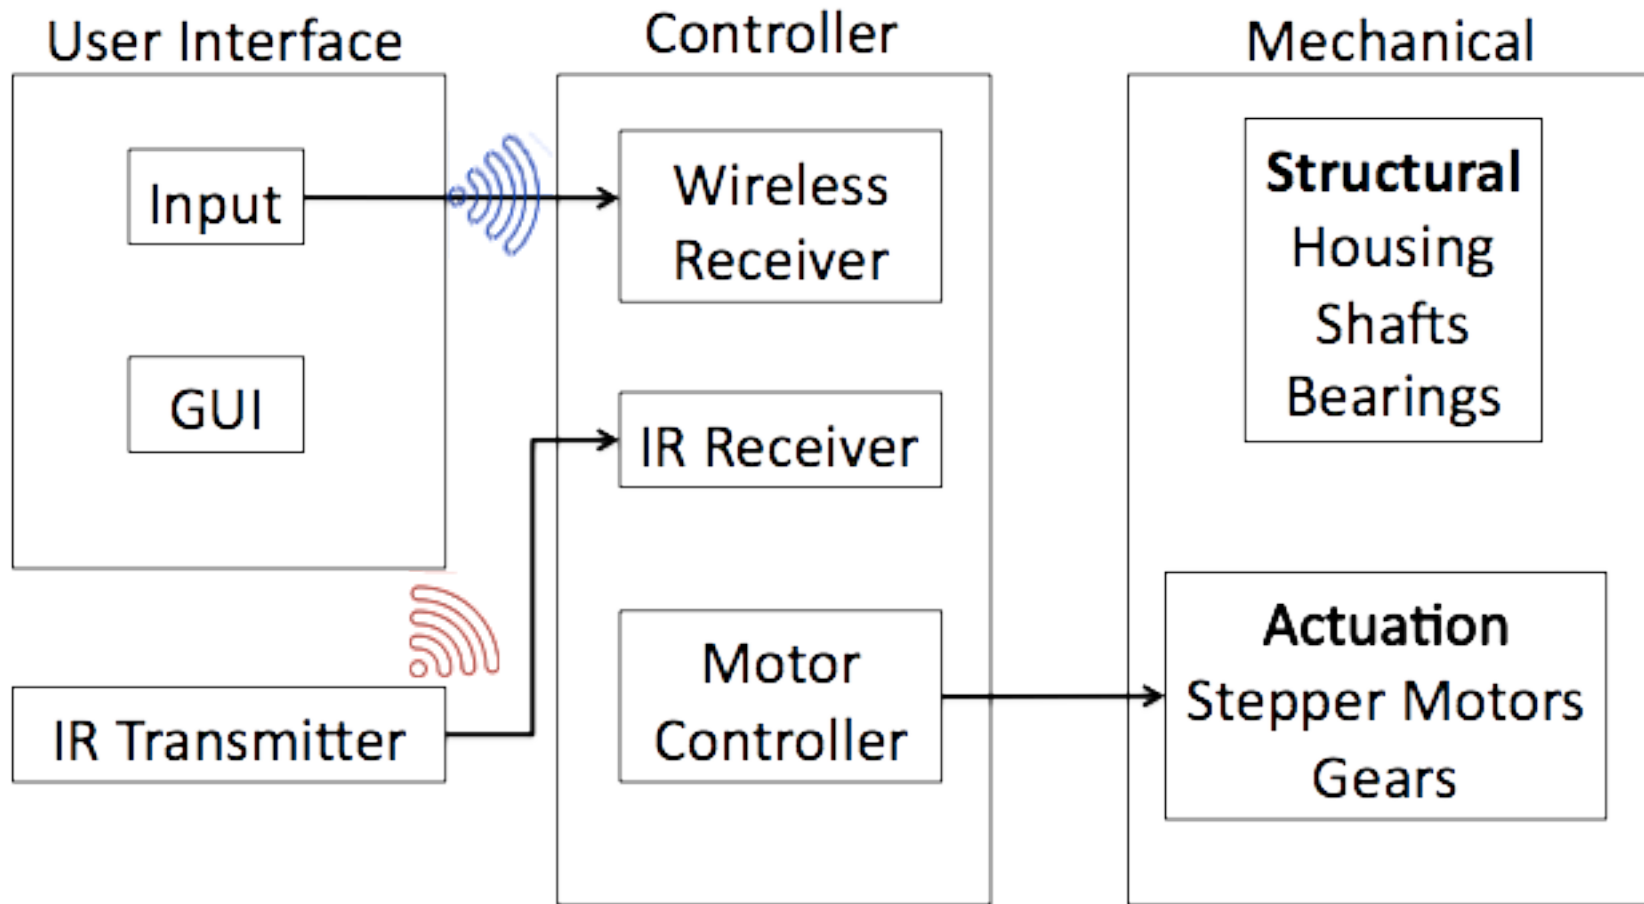 User Interface
Input
GUI
IR Transmitter
Controller
Wireless
Receiver
IR Receiver
Motor
Controller
Mechanical
Structural
Housing
Shafts
Bearings
Actuation
Stepper Motors
Gears